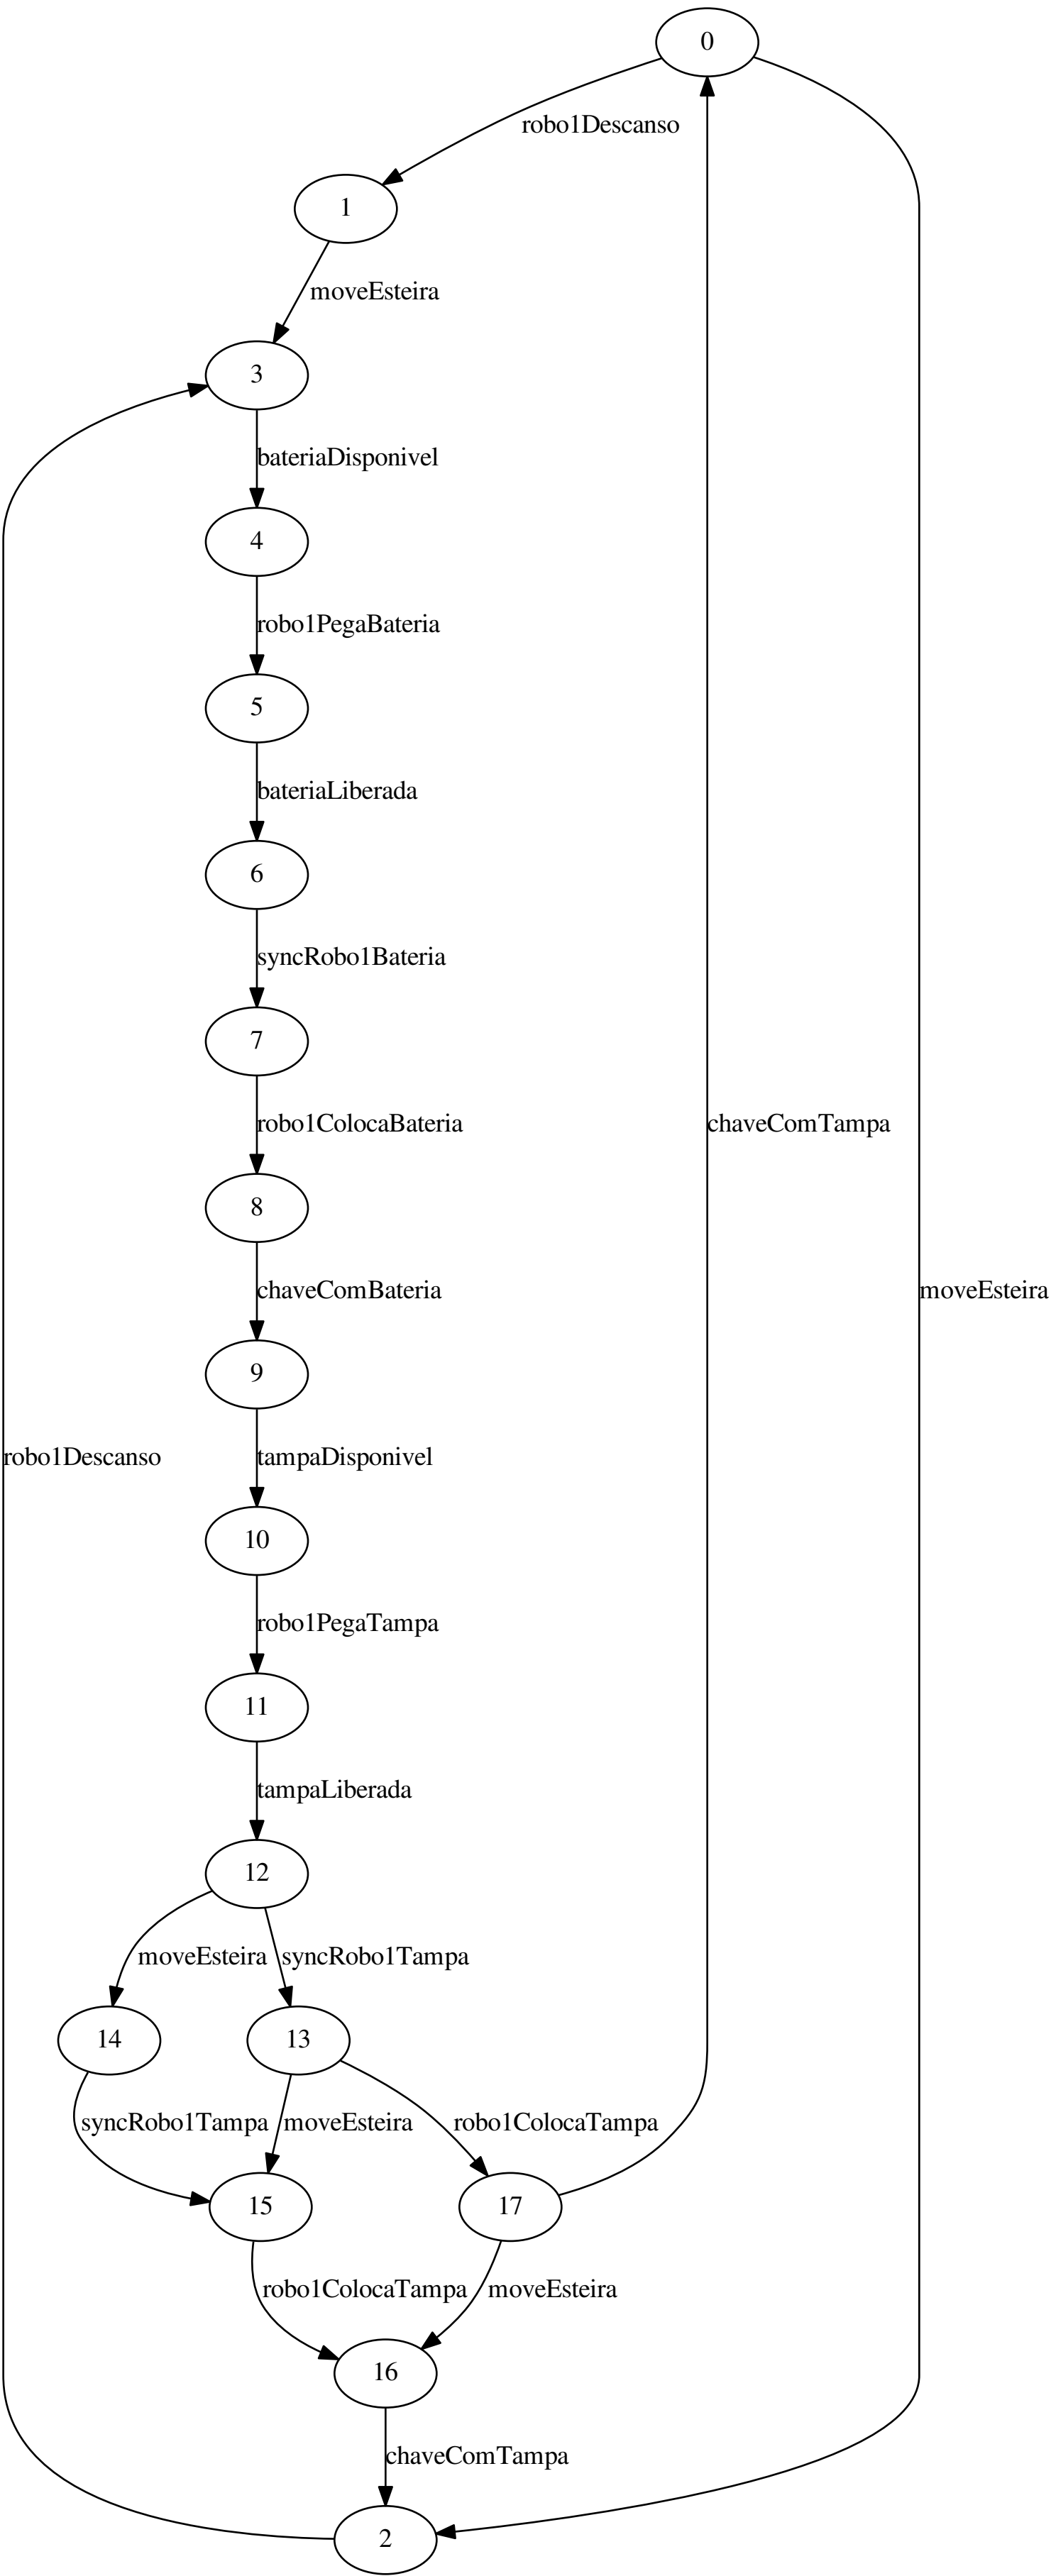 0
robo1Descanso
1
moveEsteira
3
bateriaDisponivel
4
robo1PegaBateria
5
bateriaLiberada
6
syncRobo1Bateria
7
robo1ColocaBateria
chaveComTampa
8
chaveComBateria
moveEsteira
9
robo1Descanso
tampaDisponivel
10
robo1PegaTampa
11
tampaLiberada
12
moveEsteira
syncRobo1Tampa
14
13
syncRobo1Tampa
moveEsteira
robo1ColocaTampa
15
17
robo1ColocaTampa
moveEsteira
16
chaveComTampa
2